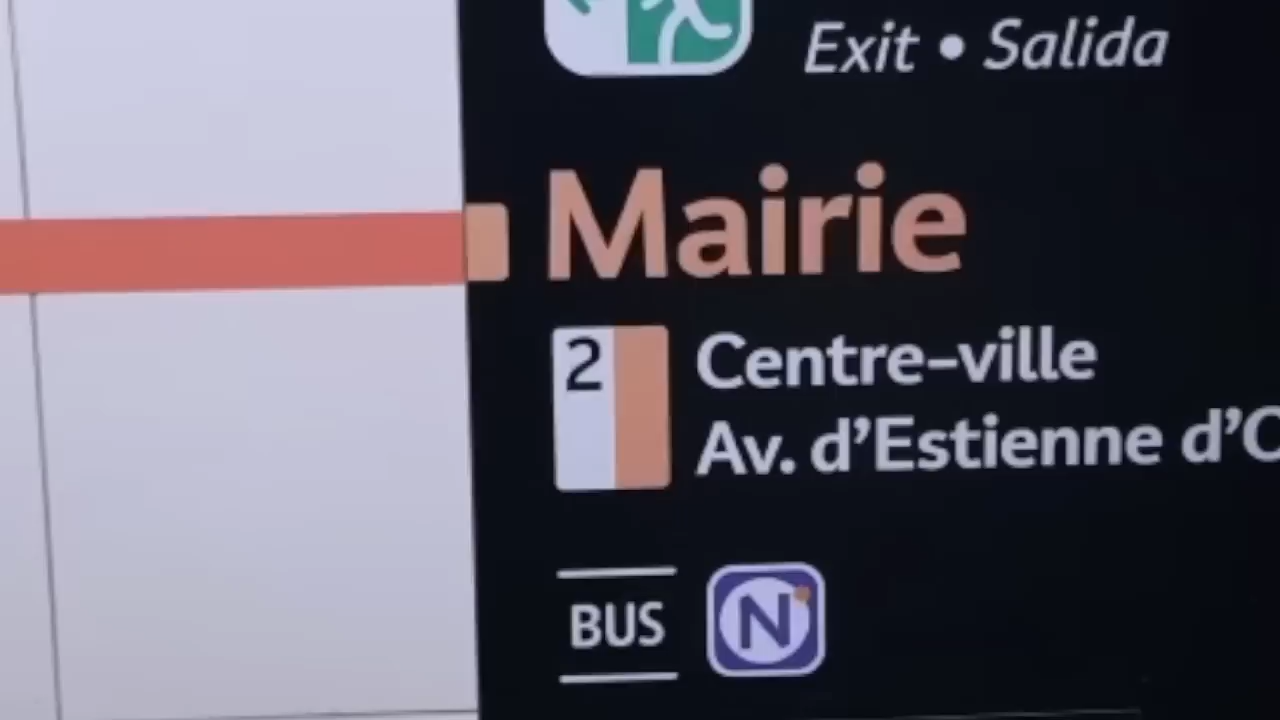 Exit • Salida
Mairie
2
Centre-ville
Av. d’Estienne
BUS
N